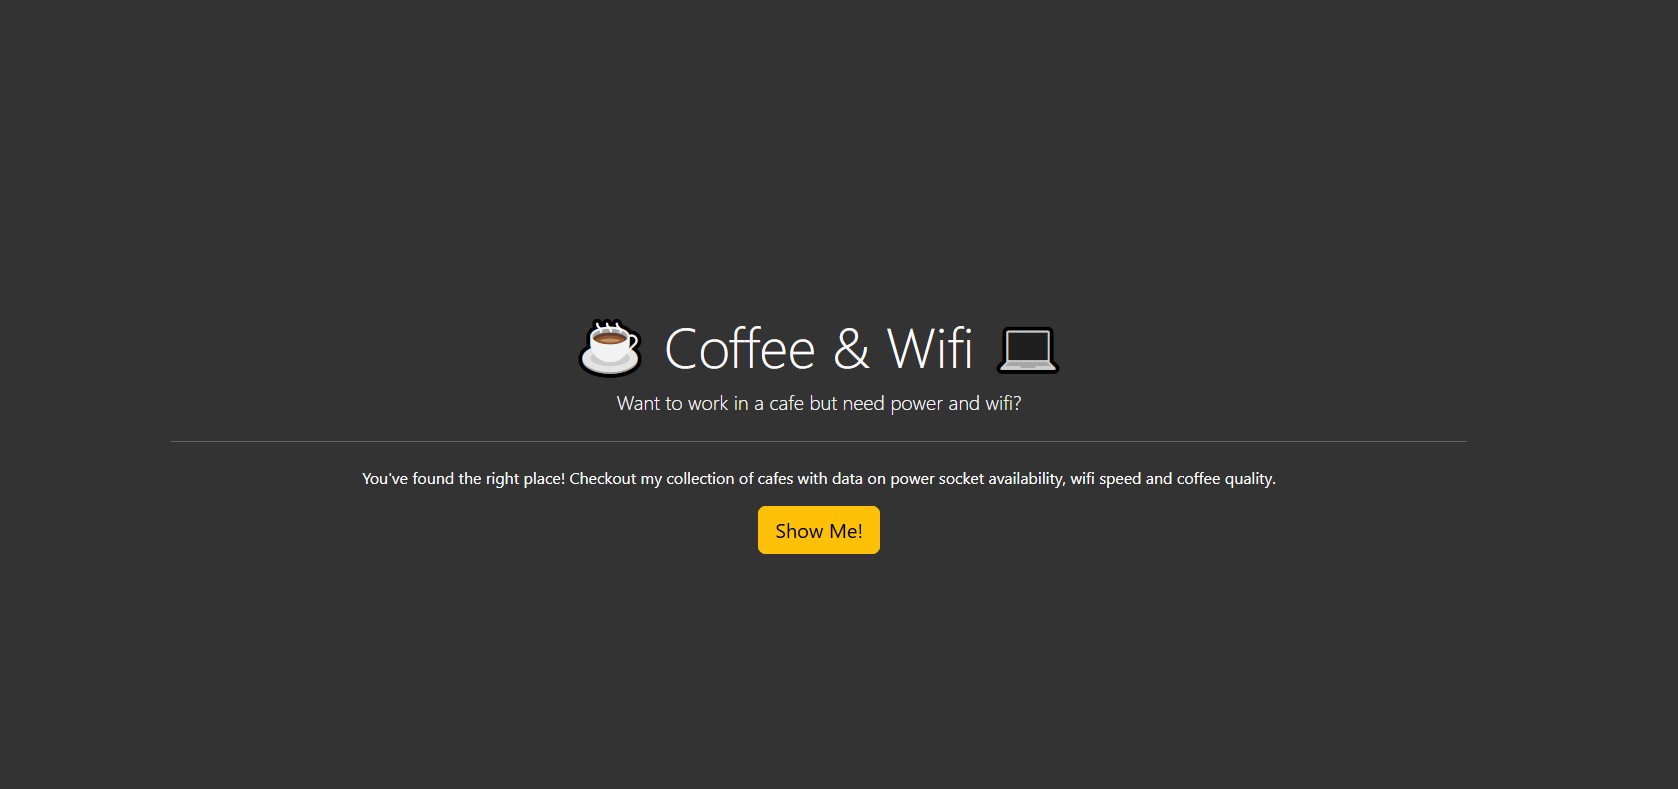 Coffee & Wifi
Want to work in a cafe but need power and wifi?
You've found the right place! Checkout my collection of cafes with data on power socket availability, wifi speed and coffee quality.
Show Me!